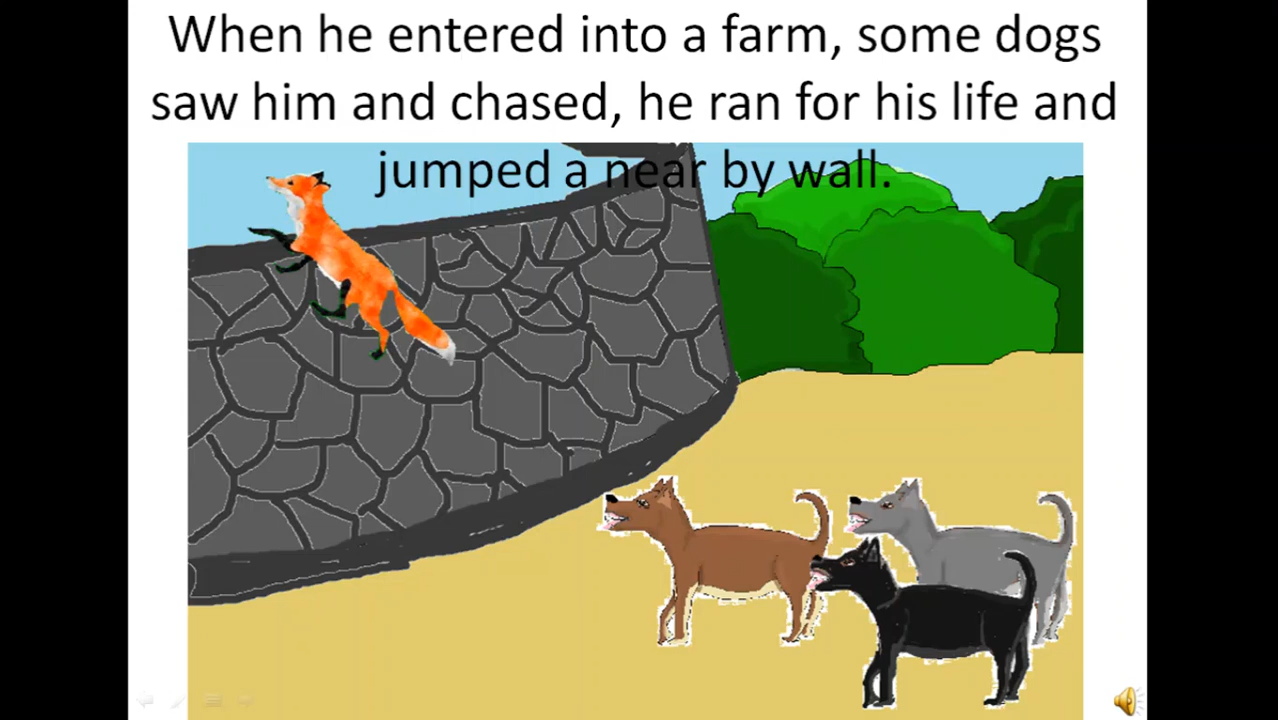 When he entered into a farm, some dogs
saw him and chased, he ran for his life and
jumped a near by wall.